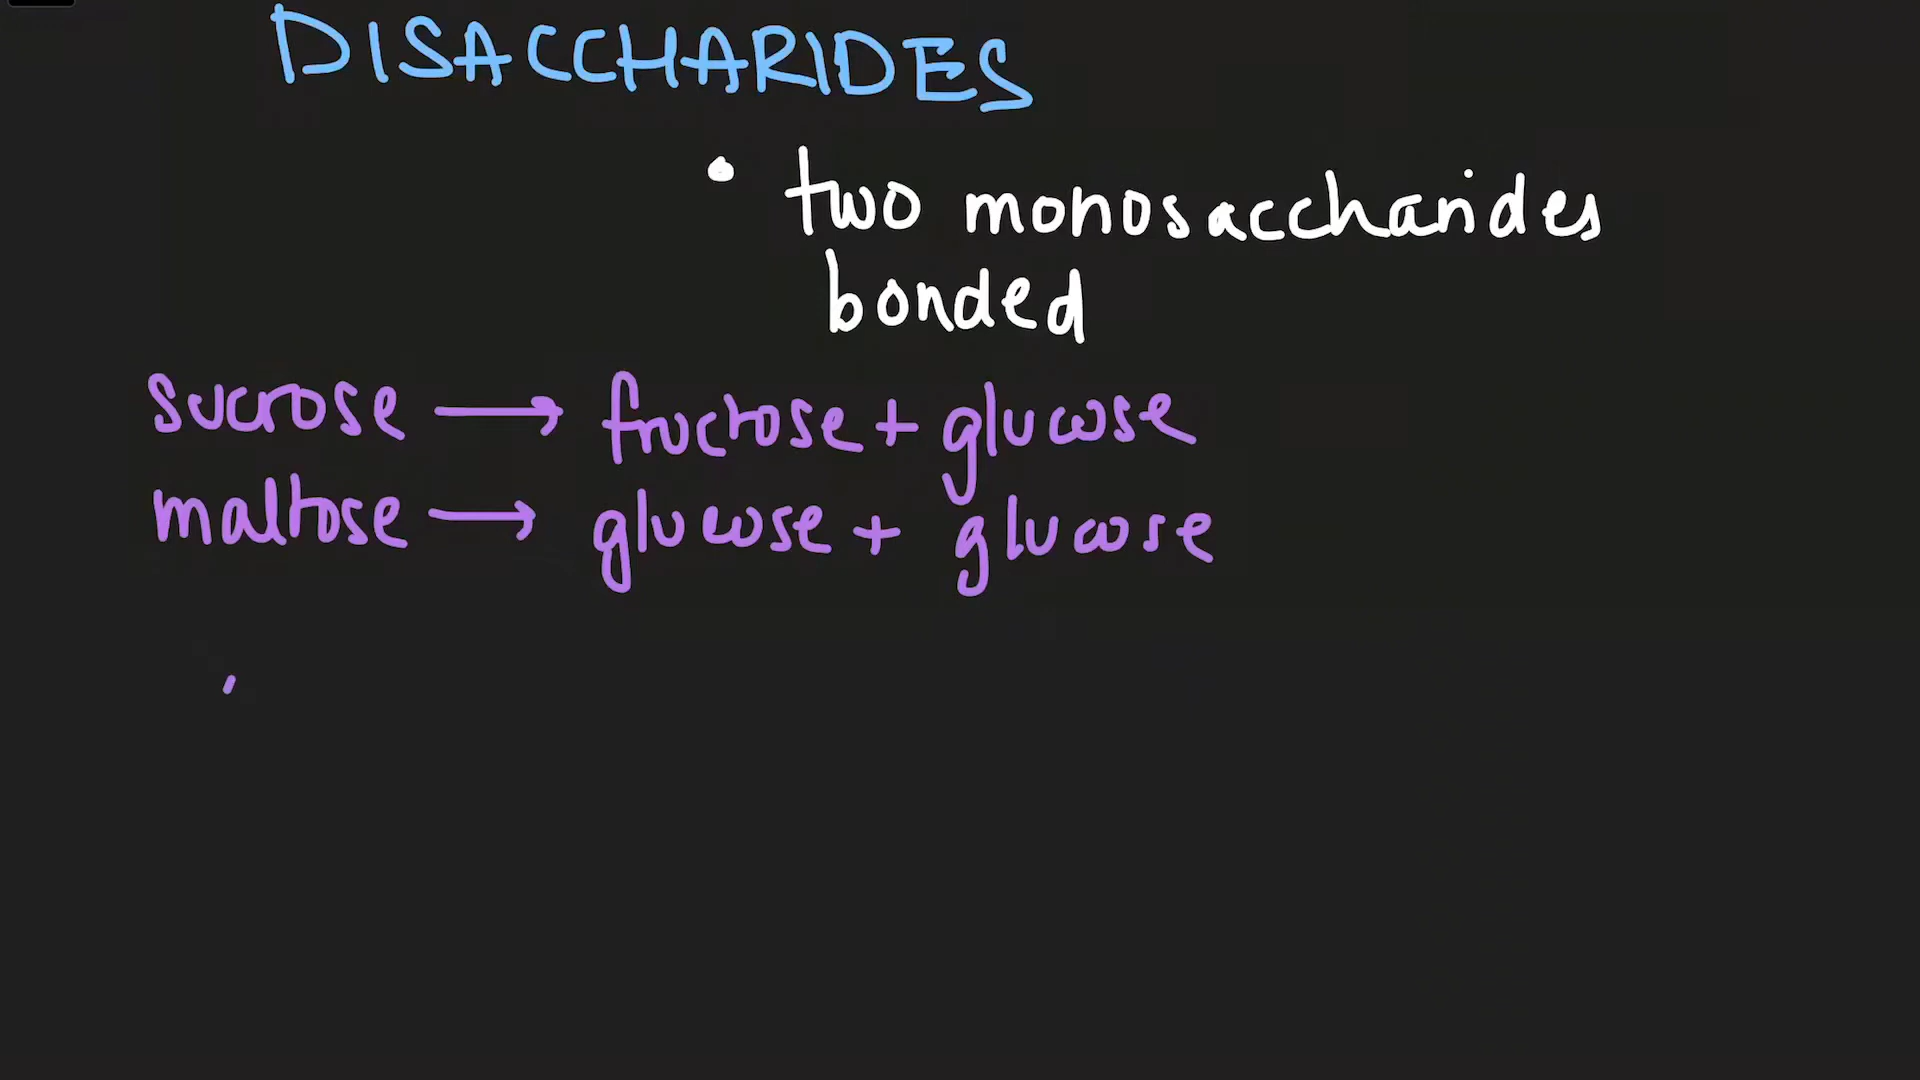 DISACCHARIDES
• two monosaccharides
bonded
sucrose → fructose + glucose
maltose → glucose + glucose